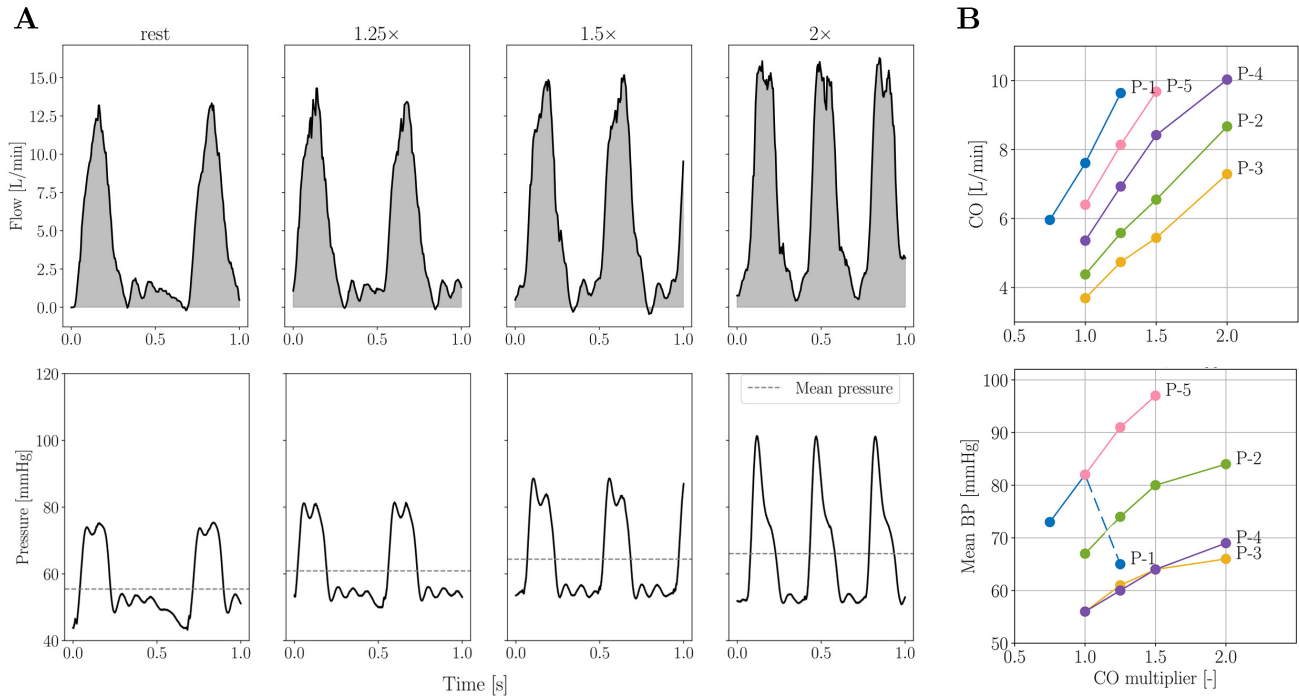 A
B
rest
1.25×
1.5×
2×
Flow [L/min]
15.0
12.5
10.0
7.5
5.0
2.5
0.0
0.0 0.5 1.0
0.0 0.5 1.0
0.0 0.5 1.0
0.0 0.5 1.0
Pressure [mmHg]
120
100
80
60
40
Mean pressure
0.0 0.5 1.0
0.0 0.5 1.0
0.0 0.5 1.0
0.0 0.5 1.0
Time [s]
CO [L/min]
10
8
6
4
P-1
P-5
P-4
P-2
P-3
0.5 1.0 1.5 2.0
Mean BP [mmHg]
100
90
80
70
60
50
P-5
P-2
P-4
P-3
P-1
0.5 1.0 1.5 2.0
CO multiplier [-]